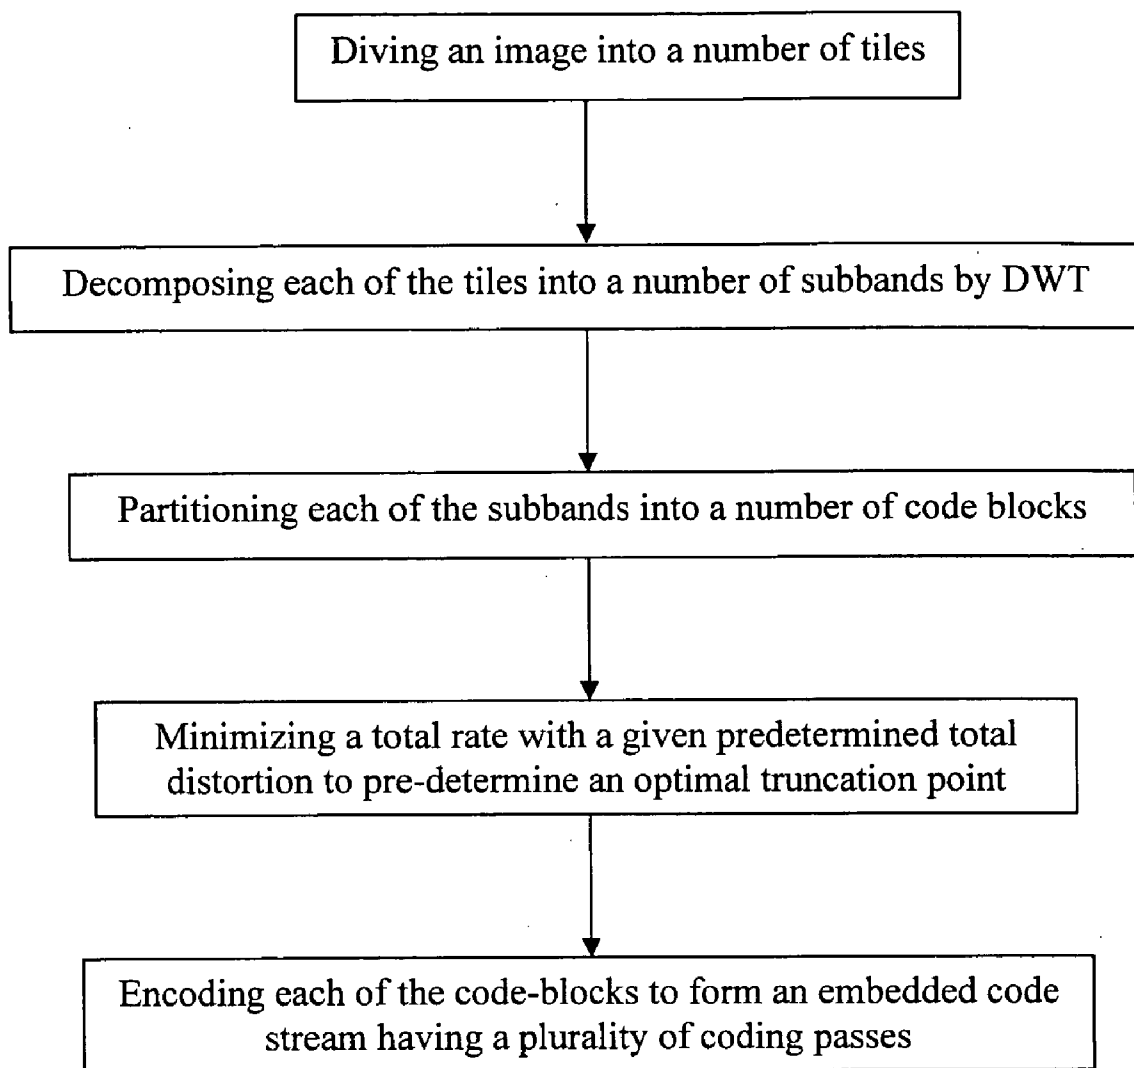 Diving an image into a number of tiles
Decomposing each of the tiles into a number of subbands by DWT
Partitioning each of the subbands into a number of code blocks
Minimizing a total rate with a given predetermined total
distortion to pre-determine an optimal truncation point
Encoding each of the code-blocks to form an embedded code
stream having a plurality of coding passes